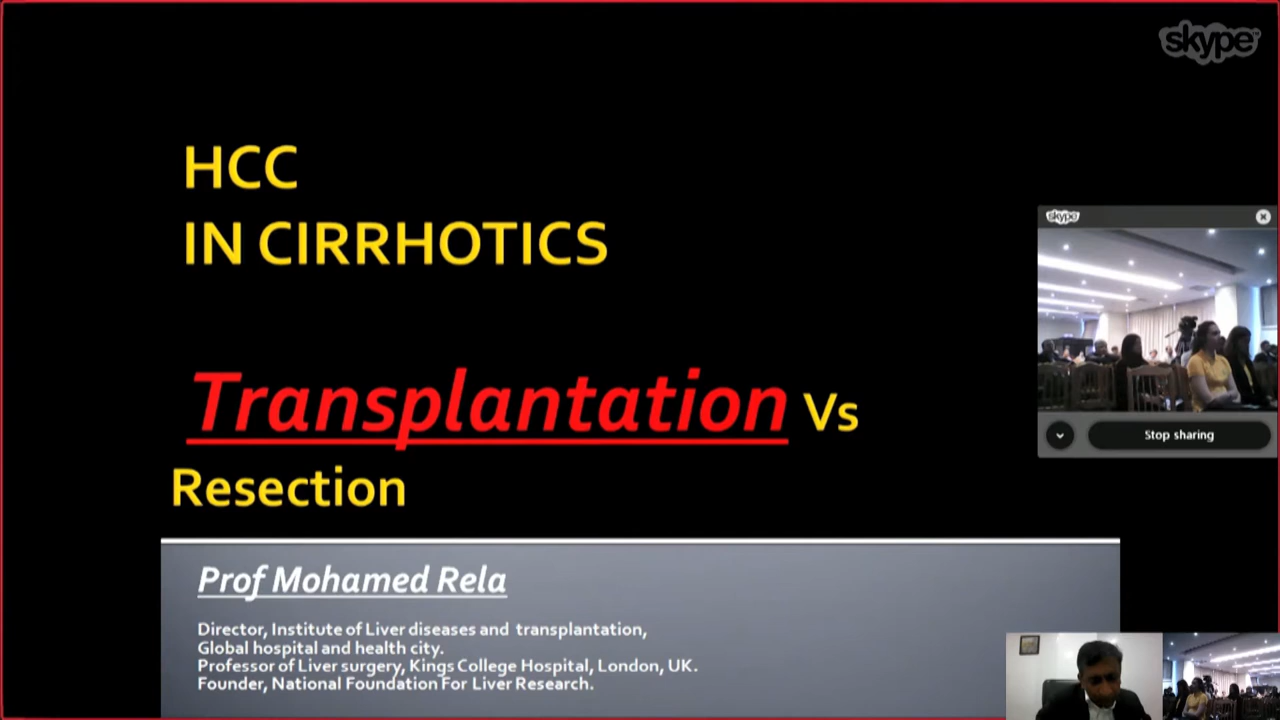 skype
HCC
IN CIRRHOTICS
skype
Transplantation Vs
Stop sharing
Resection
Prof Mohamed Rela
Director, Institute of Liver diseases and transplantation,
Global hospital and health city.
Professor of Liver surgery, Kings College Hospital, London, UK.
Founder, National Foundation For Liver Research.